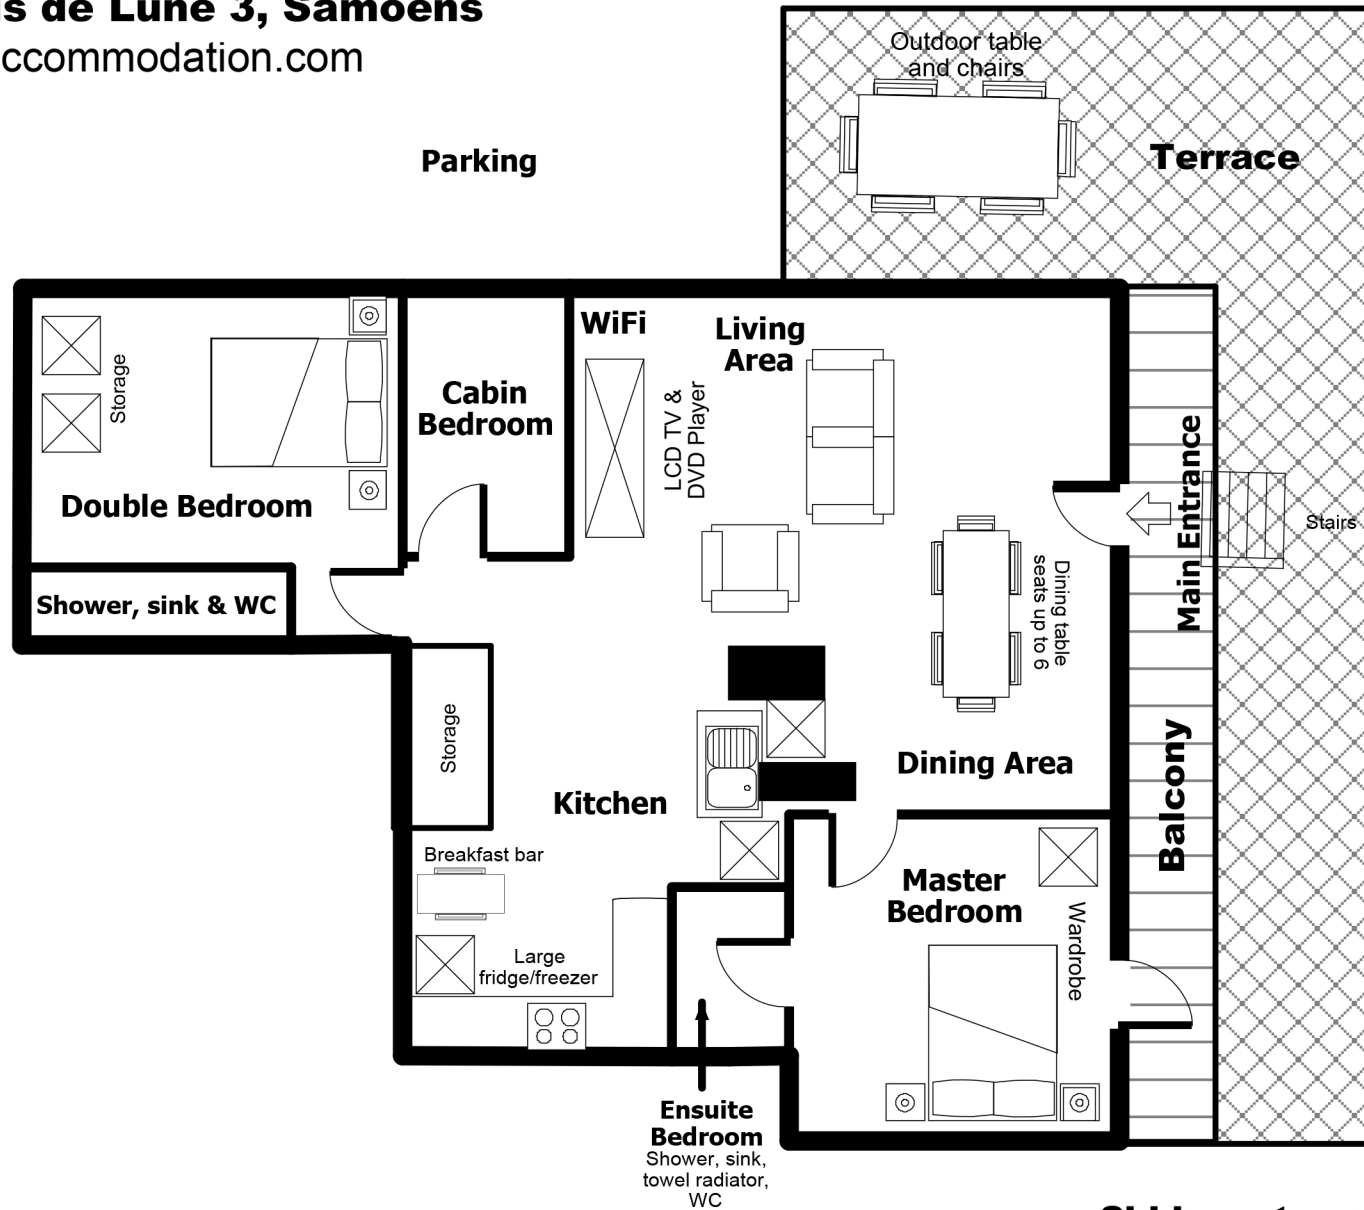 is de Lune 3, Samoens
ccommodation.com
Outdoor table
and chairs
Parking
Terrace
WiFi
Living
Area
Cabin
Bedroom
Storage
LCD TV &
DVD Player
Double Bedroom
Main Entrance
Stairs
Shower, sink & WC
Dining table
seats up to 6
Storage
Dining Area
Kitchen
Balcony
Breakfast bar
Master
Bedroom
Wardrobe
Large
fridge/freezer
Ensuite
Bedroom
Shower, sink,
towel radiator,
WC